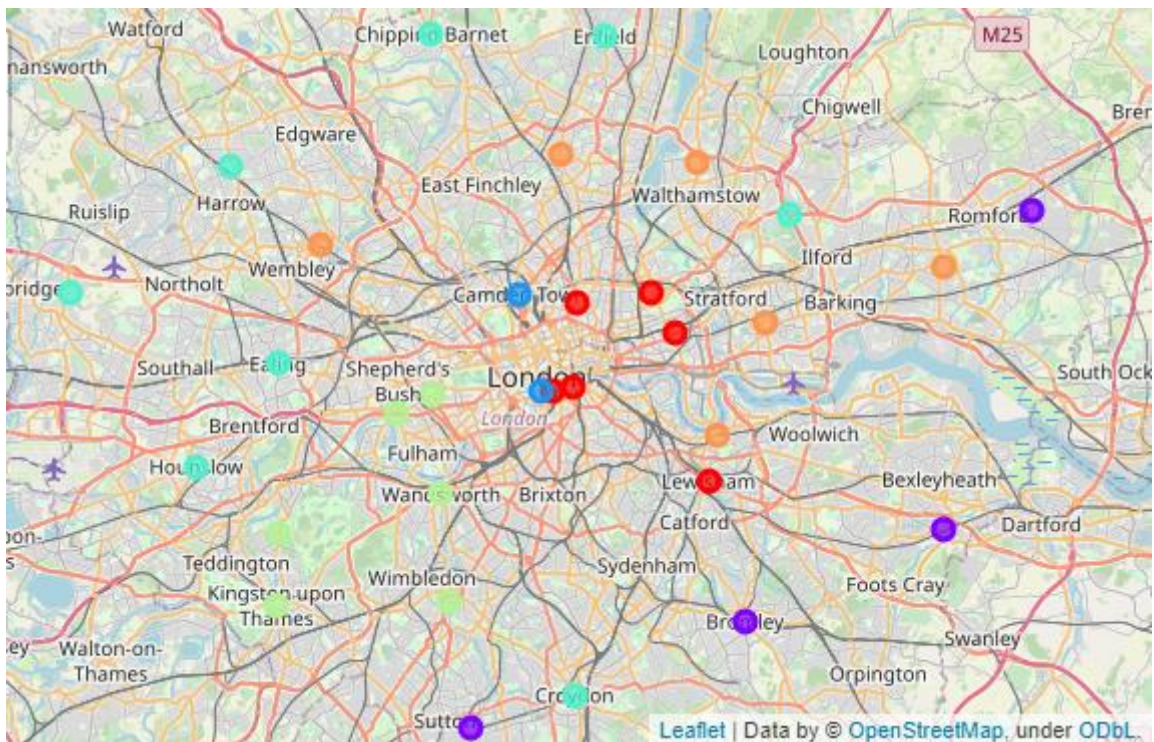 Watford
Chipping Barnet
Enfield
M25
nansworth
Loughton
Chigwell
Bren
Edgware
East Finchley
Walthamstow
Harrow
Ruislip
Romford
Wembley
Ilford
Northolt
bridge
Camden Town
Stratford
Barking
Southall
Ealing
Shepherd's
Bush
London
South Ock
London
Brentford
Woolwich
Fulham
Hounslow
Wandsworth
Brixton
Lewisham
Bexleyheath
Catford
Dartford
Teddington
Sydenham
Wimbledon
Foots Cray
Kingston upon
Thames
Bromley
Swanley
Walton-on-
Thames
Orpington
Croydon
Sutton
Leaflet | Data by © OpenStreetMap, under ODbL.